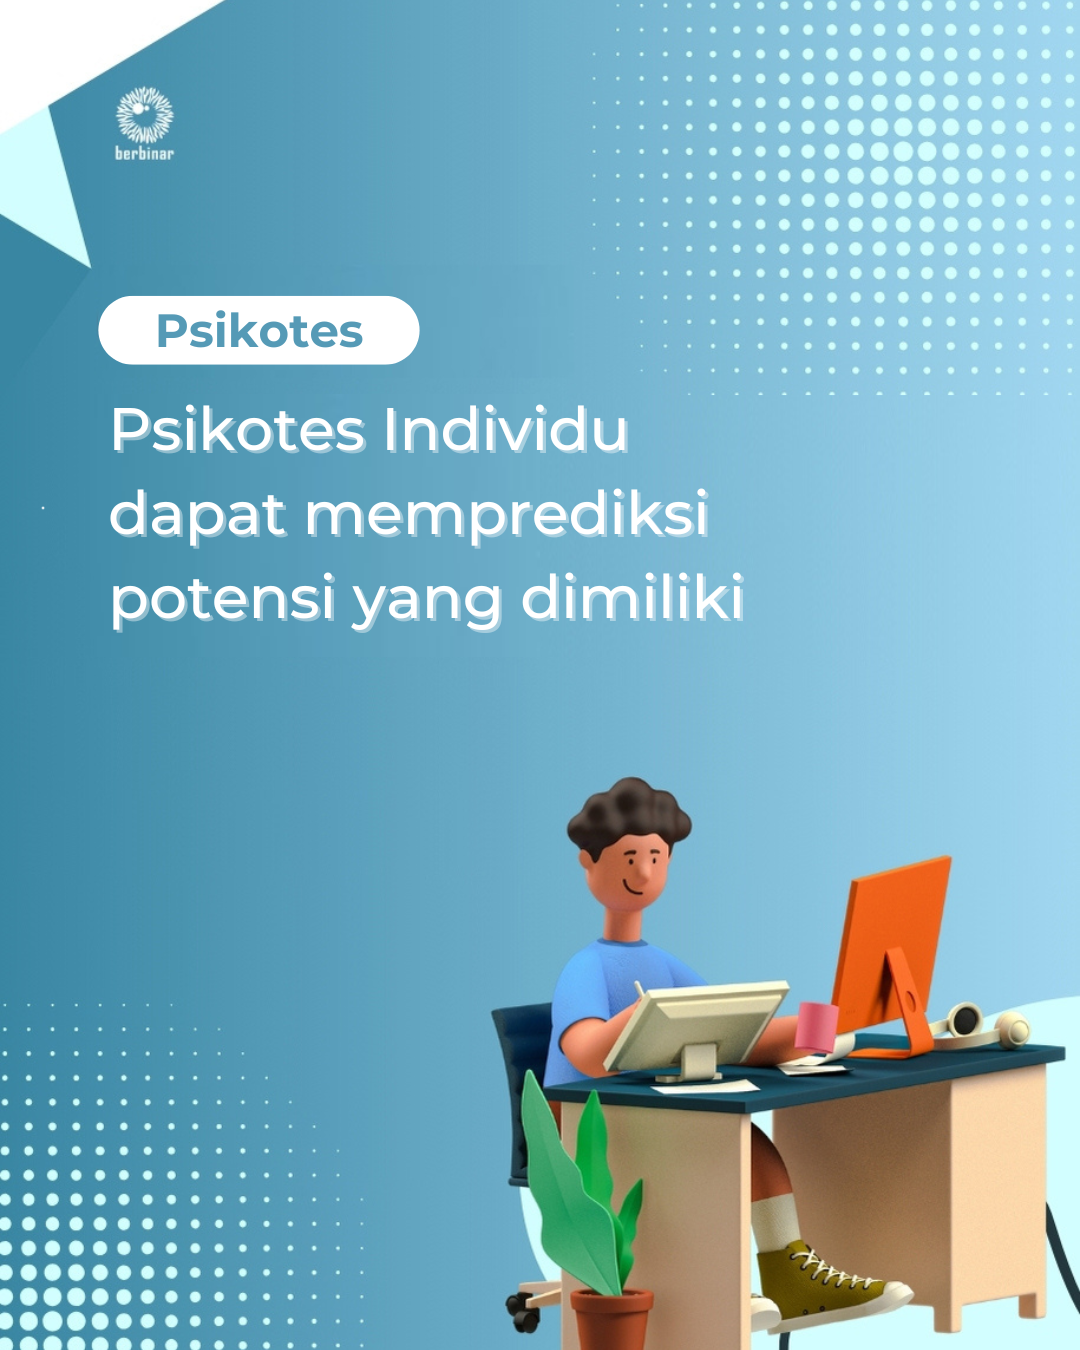 berbinar
Psikotes
Psikotes Individu
dapat memprediksi
potensi yang dimiliki